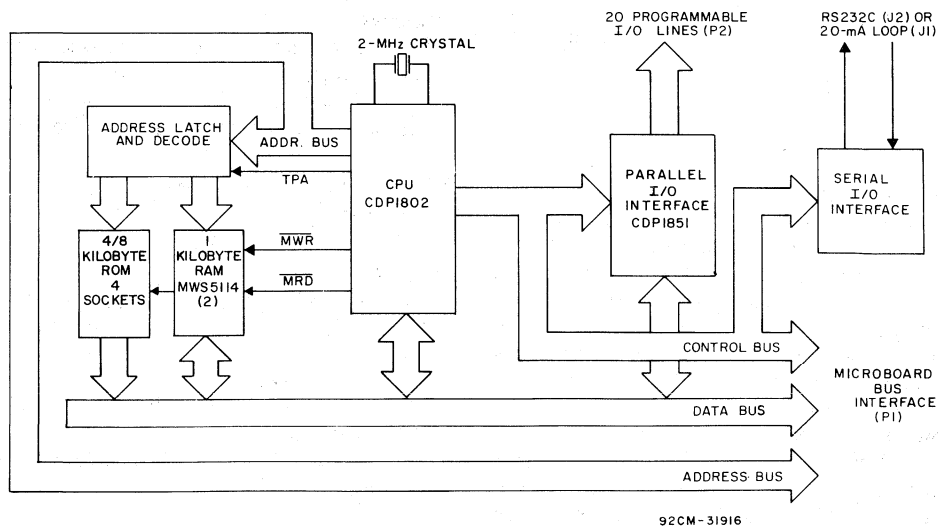 20 PROGRAMMABLE
I/O LINES (P2)
RS232C (J2) OR
20-mA LOOP (J1)
2-MHz CRYSTAL
ADDRESS LATCH
AND DECODE
ADDR. BUS
TPA
CPU
CDP1802
PARALLEL
I/O
INTERFACE
CDP1851
SERIAL
I/O
INTERFACE
4/8
KILOBYTE
ROM
4
SOCKETS
1
KILOBYTE
RAM
MWS5114
(2)
MWR
MRD
CONTROL BUS
DATA BUS
MICROBOARD
BUS
INTERFACE
(P1)
ADDRESS BUS
92CM-31916